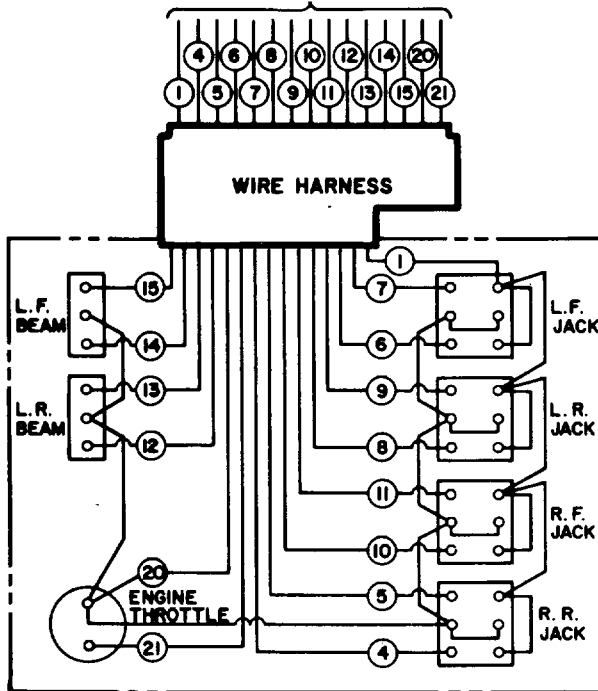 4 6 8 10 12 14 20
1 5 7 9 11 13 15 21
WIRE HARNESS
1
15 7
L.F.
BEAM
L.F.
JACK
14 6
13 9
L.R.
BEAM
L.R.
JACK
12 8
11
R.F.
JACK
10
20
ENGINE
THROTTLE
5
R.R.
JACK
21 4